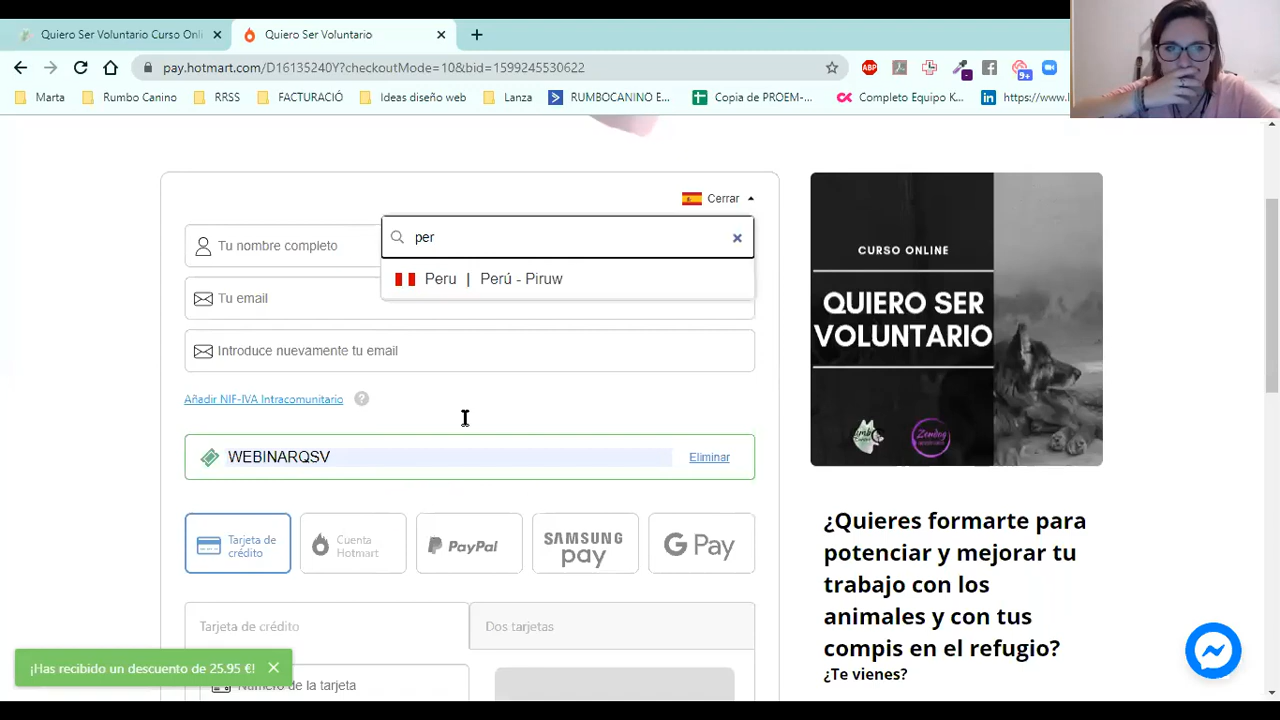 Quiero Ser Voluntario Curso Onli
Quiero Ser Voluntario
pay.hotmart.com/D16135240Y?checkoutMode=10&bid=1599245530622
ABP
9+
Marta
Rumbo Canino
RRSS
FACTURACIÓ
Ideas diseño web
Lanza
RUMBOCANINO E...
Copia de PROEM-...
Completo Equipo K...
https://www.l
Cerrar
Tu nombre completo
per
Peru | Perú - Piruw
Tu email
Introduce nuevamente tu email
Añadir NIF-IVA Intracomunitario
?
WEBINARQSV
Eliminar
Tarjeta de
crédito
Cuenta
Hotmart
PayPal
SAMSUNG
pay
G Pay
Tarjeta de crédito
Dos tarjetas
Número de la tarjeta
¡Has recibido un descuento de 25.95 €!
CURSO ONLINE
QUIERO SER
VOLUNTARIO
Zendog
¿Quieres formarte para
potenciar y mejorar tu
trabajo con los
animales y con tus
compis en el refugio?
¿Te vienes?